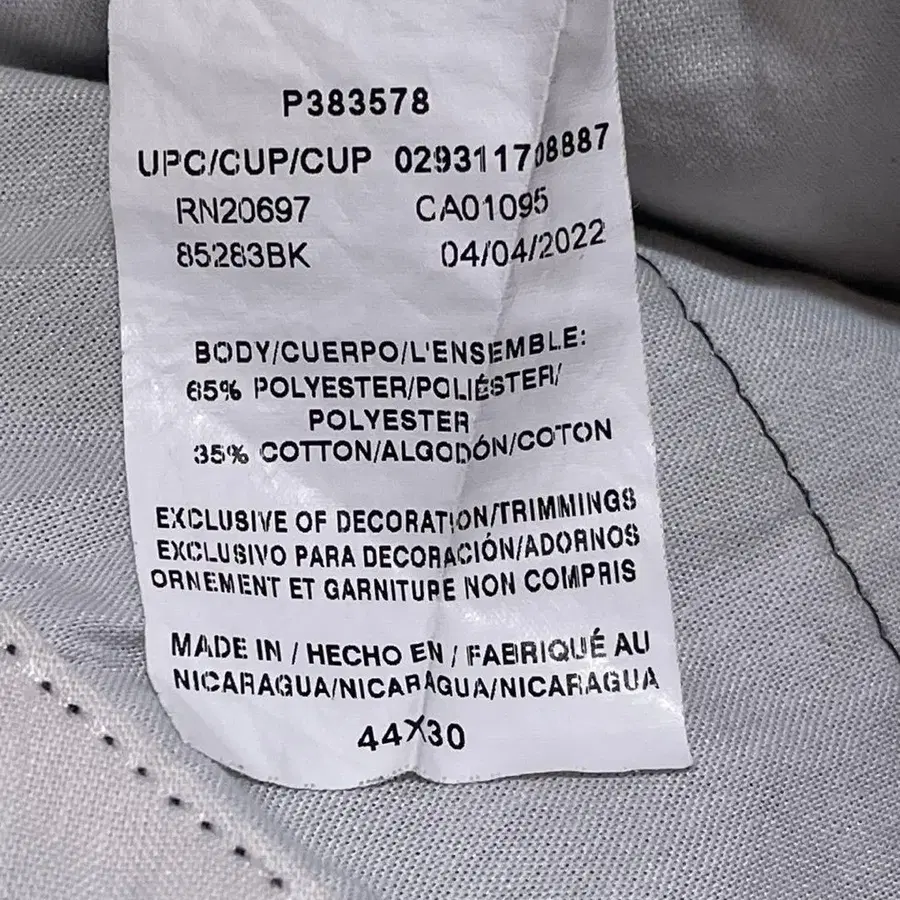 P383578
UPC/CUP/CUP 029311708887
RN20697 CA01095
85283BK 04/04/2022
BODY/CUERPO/L'ENSEMBLE:
65% POLYESTER/POLIÉSTER/
POLYESTER
35% COTTON/ALGODÓN/COTON
EXCLUSIVE OF DECORATION/TRIMMINGS
EXCLUSIVO PARA DECORACIÓN/ADORNOS
ORNEMENT ET GARNITURE NON COMPRIS
MADE IN / HECHO EN / FABRIQUÉ AU
NICARAGUA/NICARAGUA/NICARAGUA
44X30